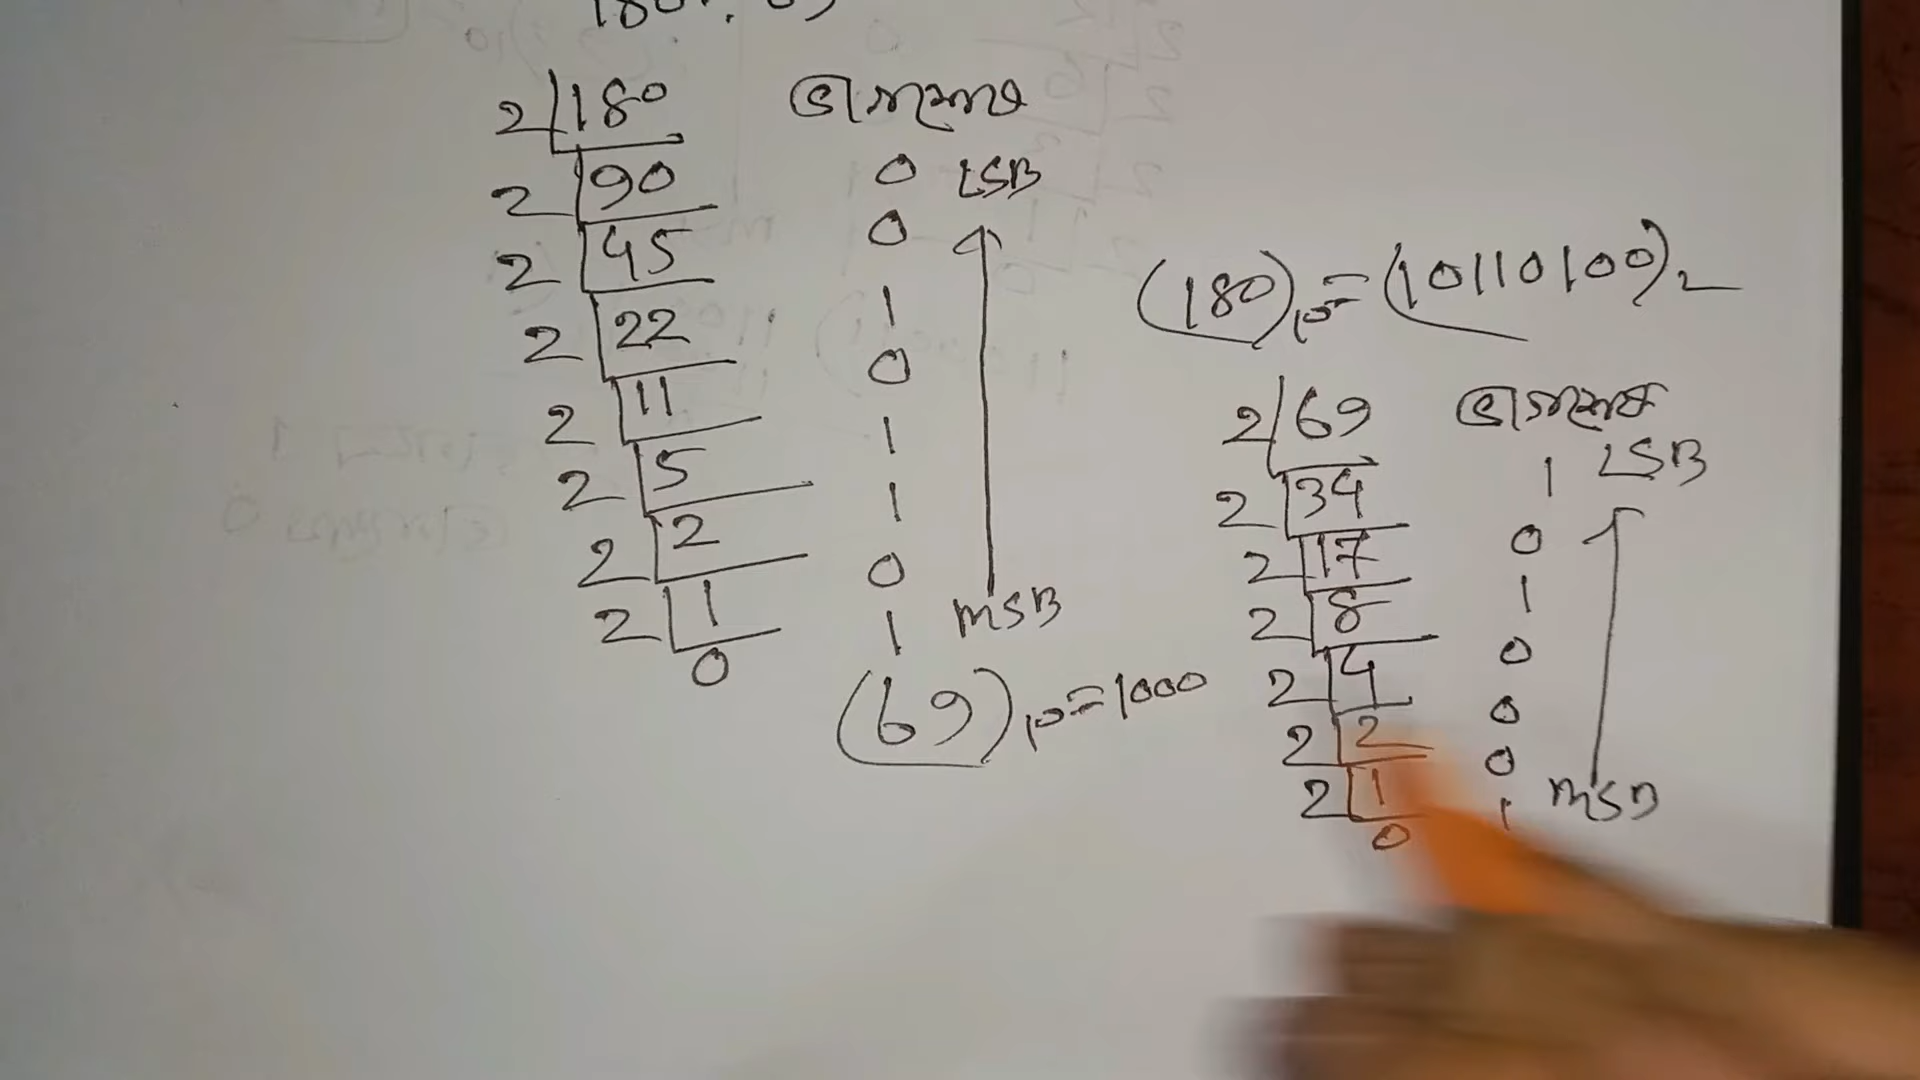 2 180 ভাগশেষ
2 90 0 LSB
2 45 0
2 22 1
2 11 0
2 5 1
2 2 1
2 1 0
0 1 MSB
(180)10 = (10110100)2
2 69 ভাগশেষ
2 34 1 LSB
2 17 0
2 8 1
2 4 0
2 2 0
2 1 0
0 1 MSB
(69)10 = 1000